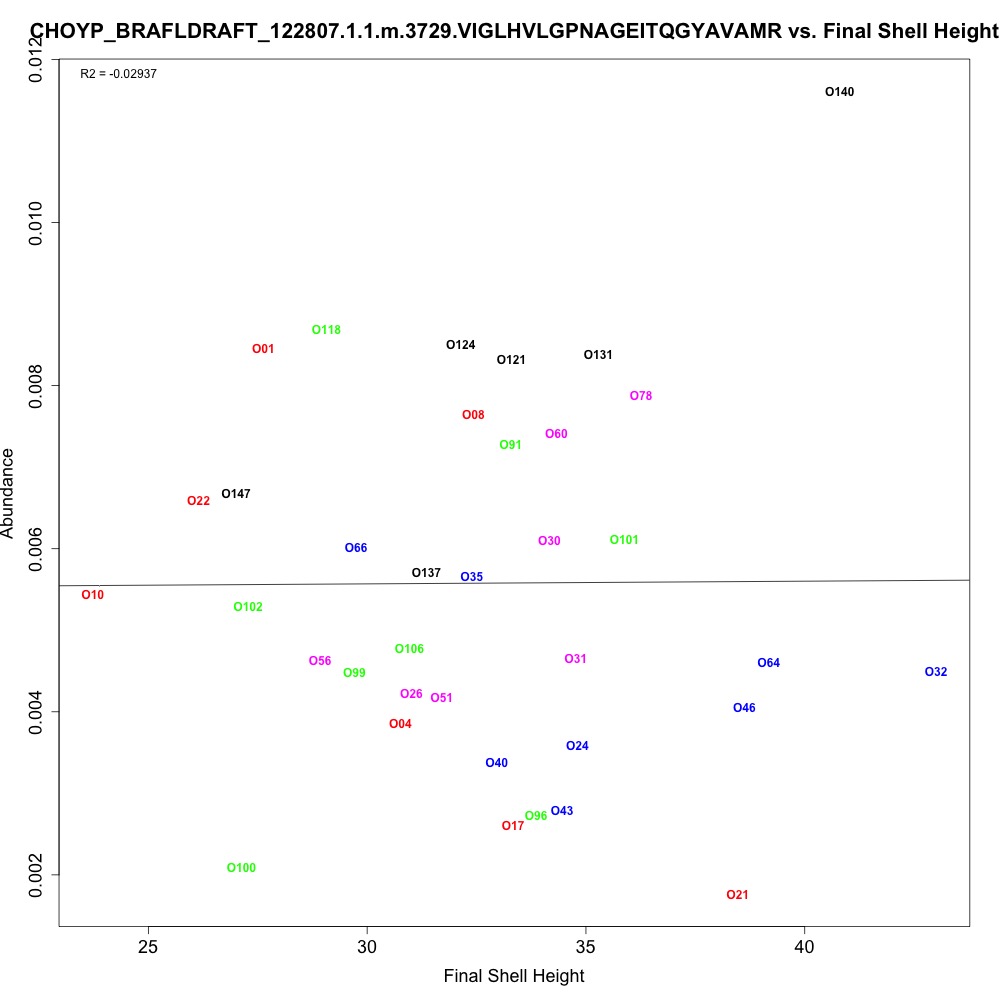 CHOYP_BRAFLDRAFT_122807.1.1.m.3729.VIGLHVLGPNAGEITQGYAVAMR vs. Final Shell Height
R2 = -0.02937
0.012
O140
0.010
O118
O01
O124
O121
O131
0.008
O78
O08
O60
O91
O22
O147
Abundance
O66
O30
O101
0.006
O137
O35
O10
O102
O106
O56
O99
O31
O64
O32
O26
O51
O04
0.004
O46
O24
O40
O43
O96
O17
O100
0.002
O21
25
30
35
40
Final Shell Height